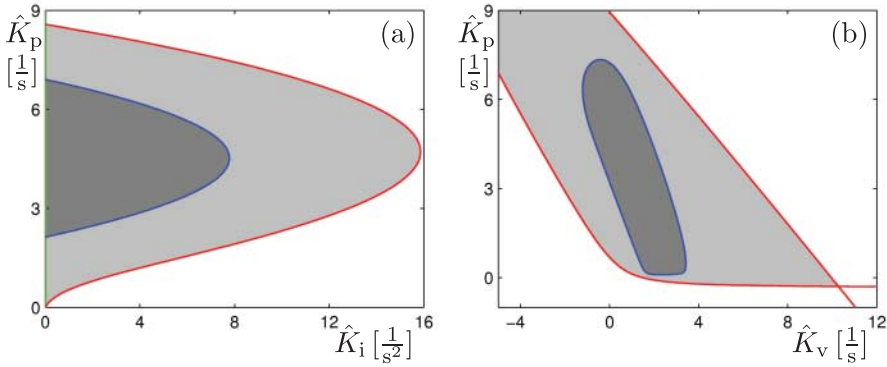 9
6
3
0
K̂p
[1/s]
(a)
0 4 8 12 16
K̂i [1/s²]
9
6
3
0
K̂p
[1/s]
(b)
−4 0 4 8 12
K̂v [1/s]